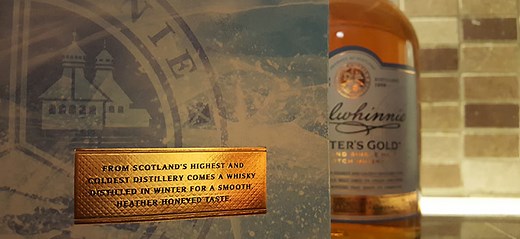 NNIE
FROM SCOTLAND'S HIGHEST AND
COLDEST DISTILLERY COMES A WHISKY
DISTILLED IN WINTER FOR A SMOOTH
HEATHER-HONEYED TASTE.
lwhinnie
TER'S GOLD